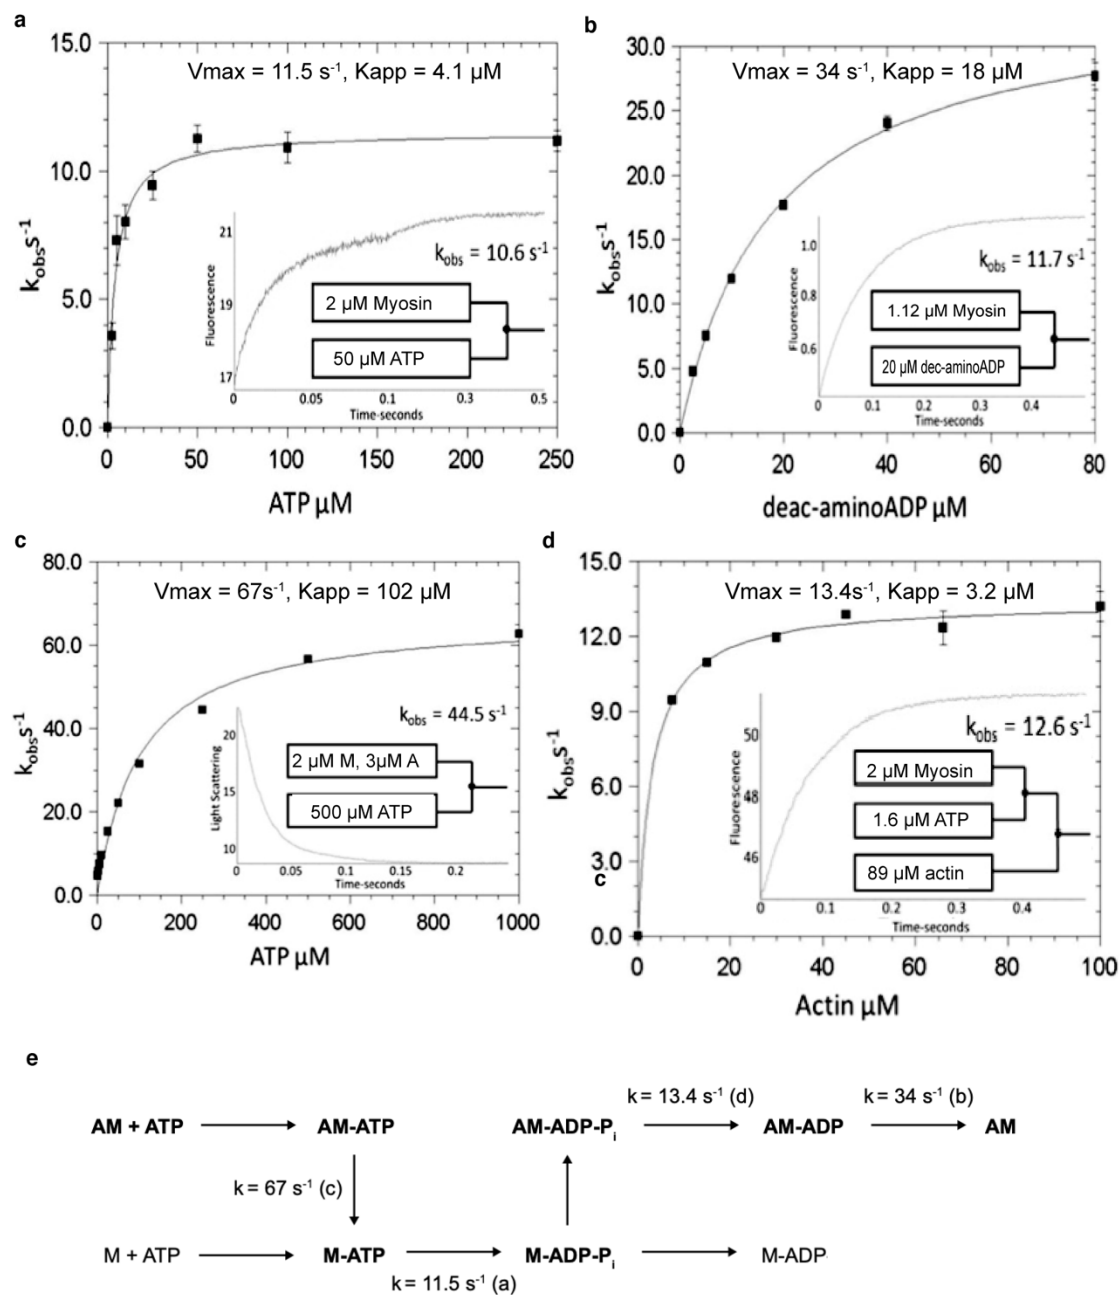 a
15.0
10.0
5.0
0.0
k_obs s⁻¹
Vmax = 11.5 s⁻¹, Kapp = 4.1 µM
21
19
17
Fluorescence
k_obs = 10.6 s⁻¹
2 µM Myosin
50 µM ATP
0 0.05 0.1 0.3 0.5
Time-seconds
0 50 100 150 200 250
ATP µM
b
30.0
25.0
20.0
15.0
10.0
5.0
0.0
k_obs s⁻¹
Vmax = 34 s⁻¹, Kapp = 18 µM
1.0
0.8
0.6
Fluorescence
k_obs = 11.7 s⁻¹
1.12 µM Myosin
20 µM dec-aminoADP
0 0.1 0.2 0.3 0.4
Time-seconds
0 20 40 60 80
deac-aminoADP µM
c
80.0
60.0
40.0
20.0
0.0
k_obs s⁻¹
Vmax = 67s⁻¹, Kapp = 102 µM
20
15
10
Light Scattering
k_obs = 44.5 s⁻¹
2 µM M, 3µM A
500 µM ATP
0 0.05 0.1 0.15 0.2
Time-seconds
0 200 400 600 800 1000
ATP µM
d
15.0
12.0
9.0
6.0
3.0
c
0.0
k_obs s⁻¹
Vmax = 13.4s⁻¹, Kapp = 3.2 µM
50
48
46
Fluorescence
k_obs = 12.6 s⁻¹
2 µM Myosin
1.6 µM ATP
89 µM actin
0 0.1 0.2 0.3 0.4
Time-seconds
0 20 40 60 80 100
Actin µM
e
k = 13.4 s⁻¹ (d) k = 34 s⁻¹ (b)
AM + ATP AM-ATP AM-ADP-Pᵢ AM-ADP AM
k = 67 s⁻¹ (c)
M + ATP M-ATP M-ADP-Pᵢ M-ADP
k = 11.5 s⁻¹ (a)